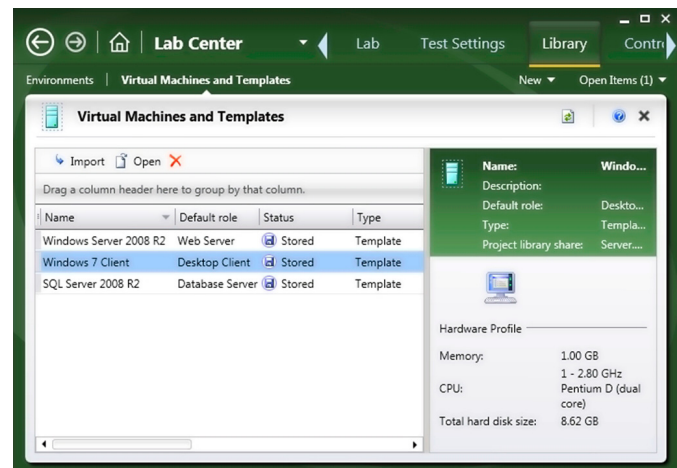 Lab Center
Lab
Test Settings
Library
Contr
Environments | Virtual Machines and Templates
New
Open Items (1)
Virtual Machines and Templates
Import
Open
Drag a column header here to group by that column.
Name
Default role
Status
Type
Windows Server 2008 R2 Web Server Stored Template
Windows 7 Client Desktop Client Stored Template
SQL Server 2008 R2 Database Server Stored Template
Name: Windo...
Description:
Default role: Deskto...
Type: Templa...
Project library share: Server....
Hardware Profile
Memory: 1.00 GB
CPU: 1 - 2.80 GHz
Pentium D (dual
core)
Total hard disk size: 8.62 GB